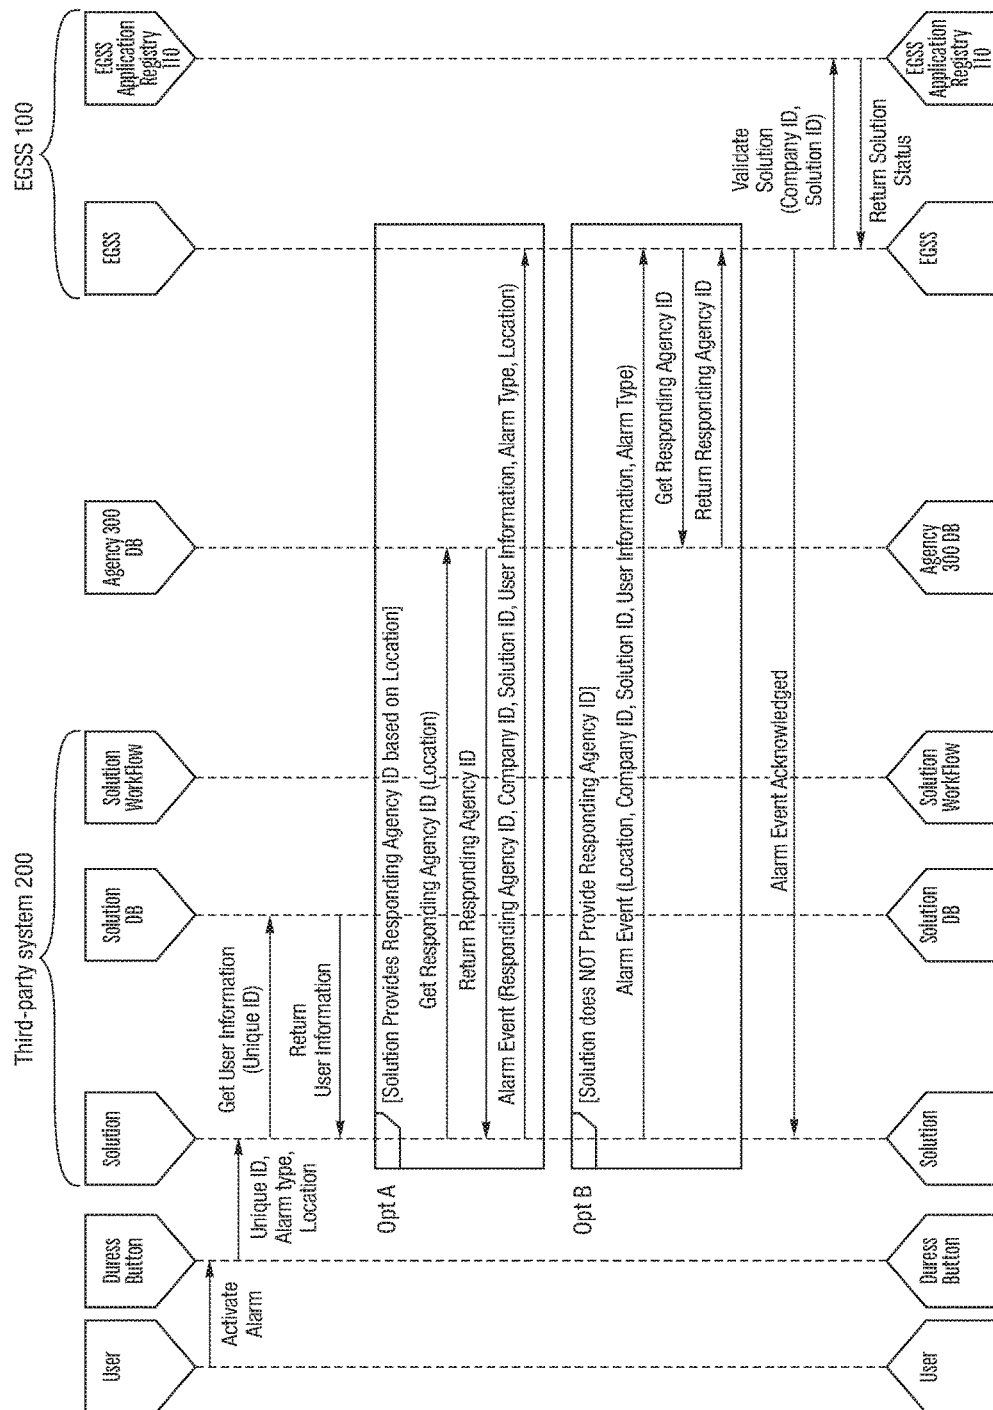 Third-party system 200
EGSS 100
User
Duress
Button
Solution
Solution
DB
Solution
WorkFlow
Agency 300
DB
EGSS
EGSS
Application
Registry
110
Activate
Alarm
Unique ID,
Alarm type,
Location
Get User Information
(Unique ID)
Return
User Information
Opt A
[Solution Provides Responding Agency ID based on Location]
Get Responding Agency ID (Location)
Return Responding Agency ID
Alarm Event (Responding Agency ID, Company ID, Solution ID, User Information, Alarm Type, Location)
Opt B
[Solution does NOT Provide Responding Agency ID]
Alarm Event (Location, Company ID, Solution ID, User Information, Alarm Type)
Get Responding Agency ID
Return Responding Agency ID
Validate
Solution
(Company ID,
Solution ID)
Alarm Event Acknowledged
Return Solution
Status
User
Duress
Button
Solution
Solution
DB
Solution
WorkFlow
Agency
300 DB
EGSS
EGSS
Application
Registry
110